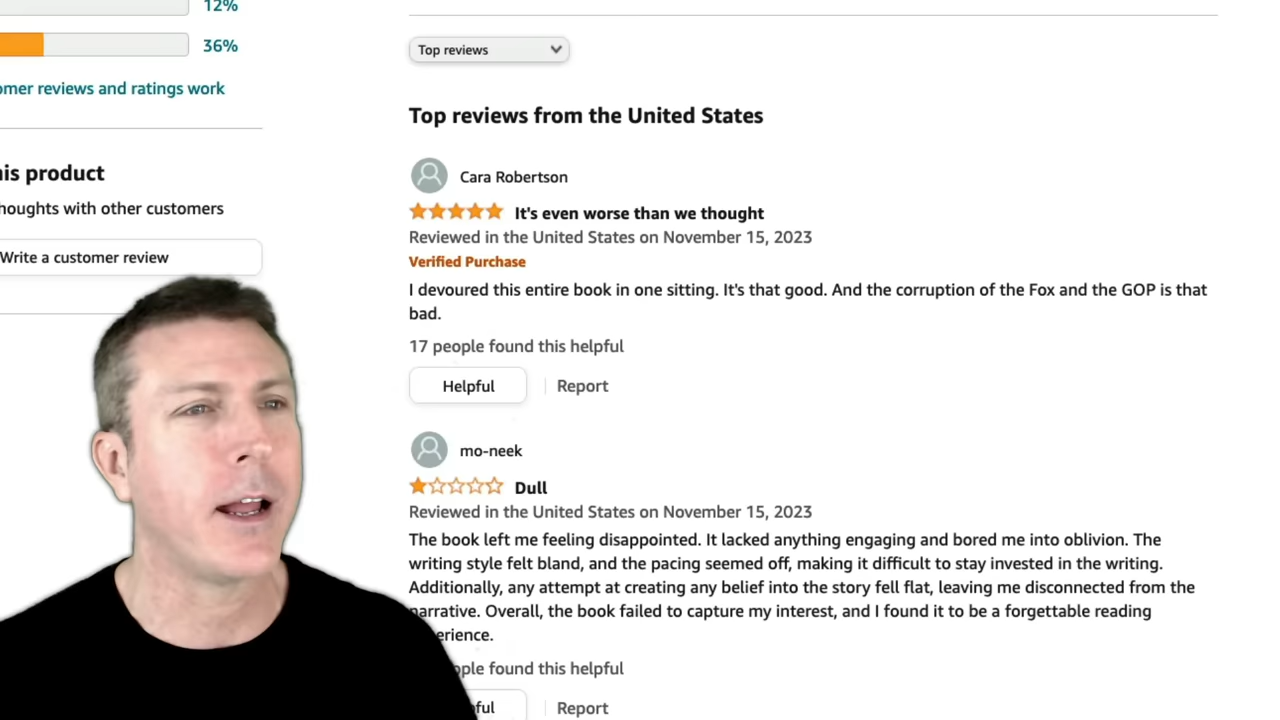 12%
36%
omer reviews and ratings work
his product
houghts with other customers
Write a customer review
Top reviews
Top reviews from the United States
Cara Robertson
It's even worse than we thought
Reviewed in the United States on November 15, 2023
Verified Purchase
I devoured this entire book in one sitting. It's that good. And the corruption of the Fox and the GOP is that
bad.
17 people found this helpful
Helpful
Report
mo-neek
Dull
Reviewed in the United States on November 15, 2023
The book left me feeling disappointed. It lacked anything engaging and bored me into oblivion. The
writing style felt bland, and the pacing seemed off, making it difficult to stay invested in the writing.
Additionally, any attempt at creating any belief into the story fell flat, leaving me disconnected from the
narrative. Overall, the book failed to capture my interest, and I found it to be a forgettable reading
erience.
ople found this helpful
ful
Report